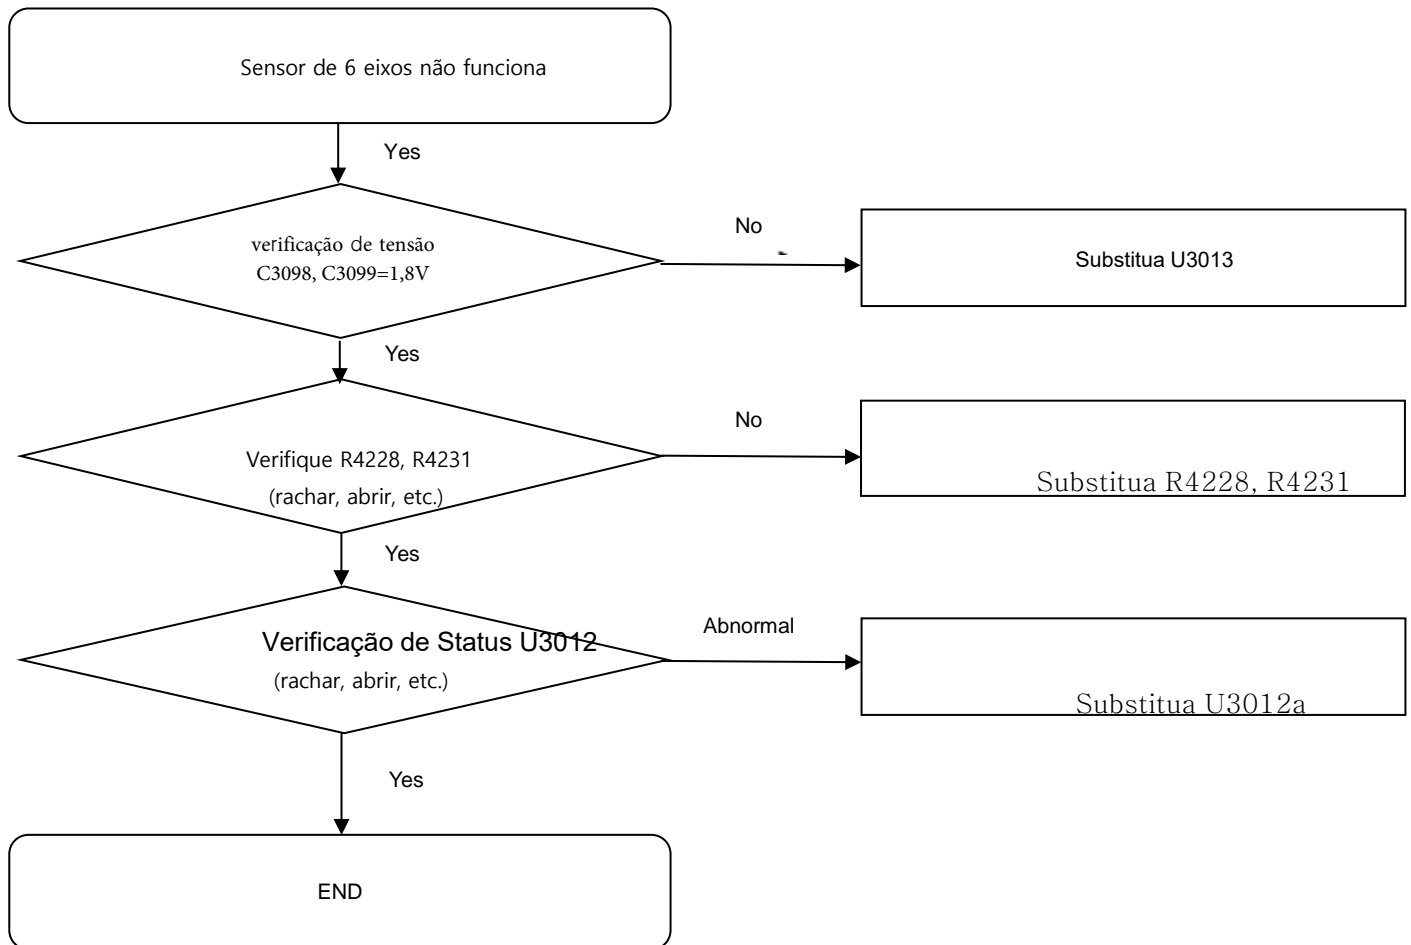 Sensor de 6 eixos não funciona
Yes
verificação de tensão
C3098, C3099=1,8V
No
Substitua U3013
Yes
Verifique R4228, R4231
(rachar, abrir, etc.)
No
Substitua R4228, R4231
Yes
Verificação de Status U3012
(rachar, abrir, etc.)
Abnormal
Substitua U3012a
Yes
END